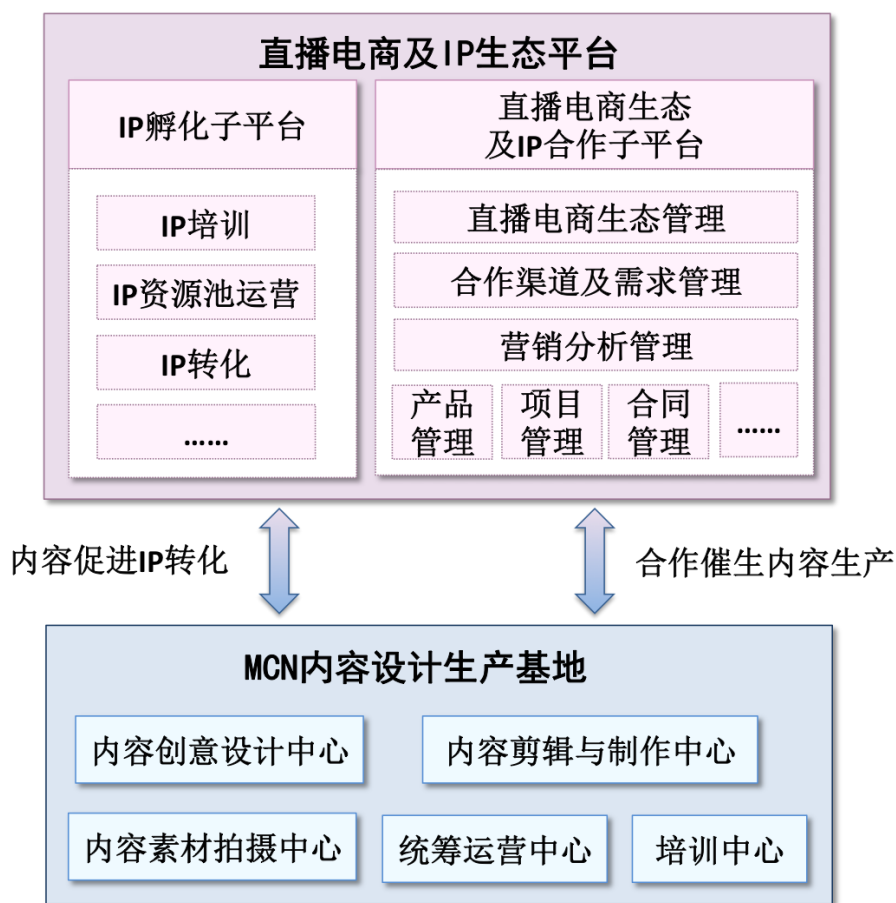 直播电商及IP生态平台
IP孵化子平台
IP培训
IP资源池运营
IP转化
……
直播电商生态
及IP合作子平台
直播电商生态管理
合作渠道及需求管理
营销分析管理
产品
管理
项目
管理
合同
管理
……
内容促进IP转化
合作催生内容生产
MCN内容设计生产基地
内容创意设计中心
内容剪辑与制作中心
内容素材拍摄中心
统筹运营中心
培训中心